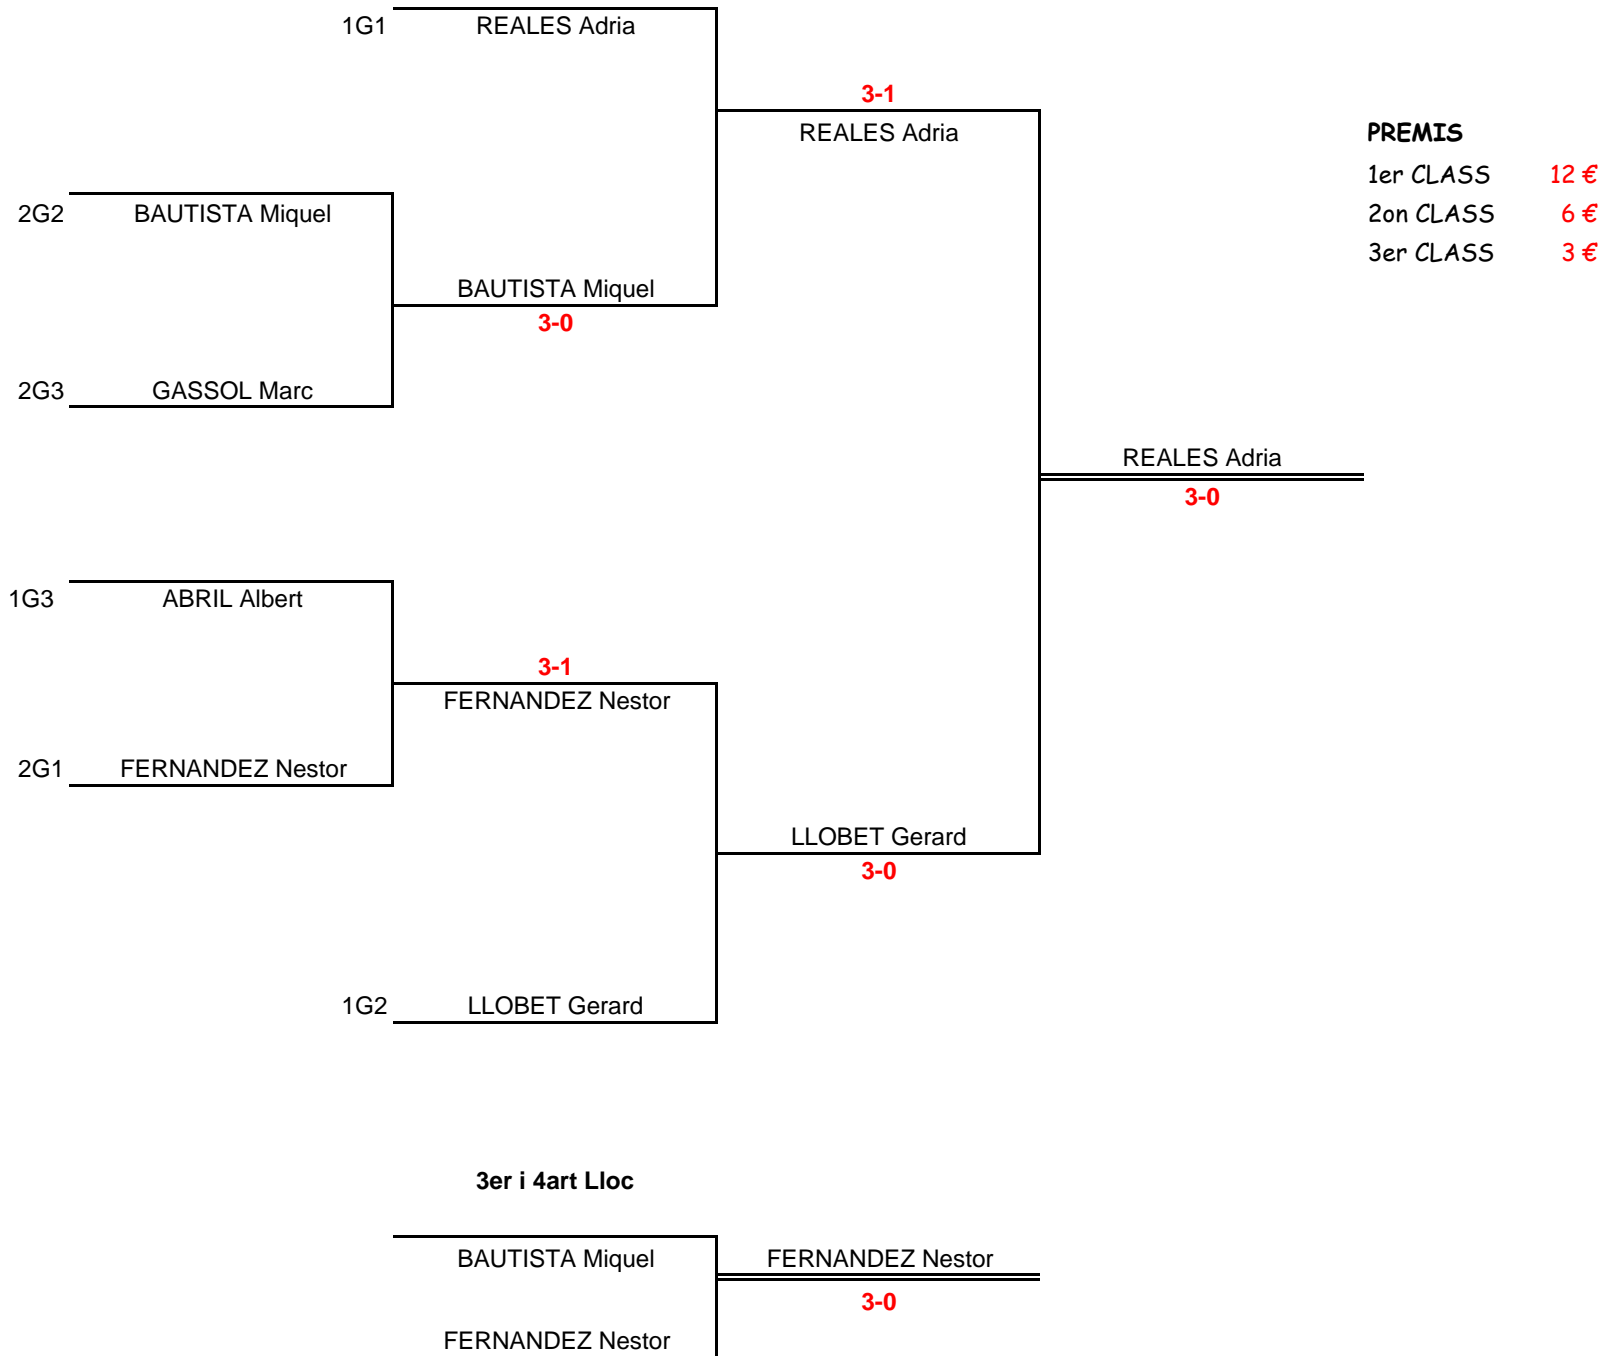 1G1 REALES Adria
3-1
REALES Adria
PREMIS
1er CLASS 12 €
2on CLASS 6 €
3er CLASS 3 €
2G2 BAUTISTA Miquel
BAUTISTA Miquel
3-0
2G3 GASSOL Marc
REALES Adria
3-0
1G3 ABRIL Albert
3-1
FERNANDEZ Nestor
2G1 FERNANDEZ Nestor
LLOBET Gerard
3-0
1G2 LLOBET Gerard
3er i 4art Lloc
BAUTISTA Miquel FERNANDEZ Nestor
3-0
FERNANDEZ Nestor